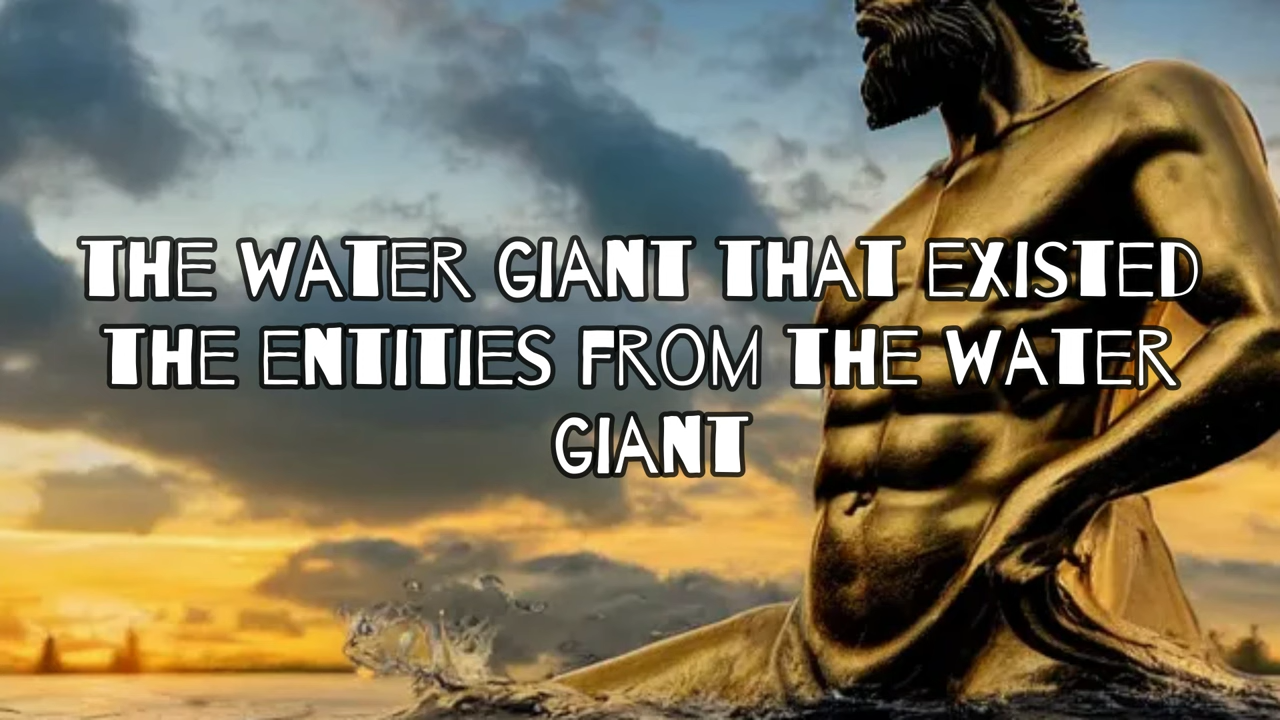 THE WATER GIANT THAT EXISTED
THE ENTITIES FROM THE WATER
GIANT